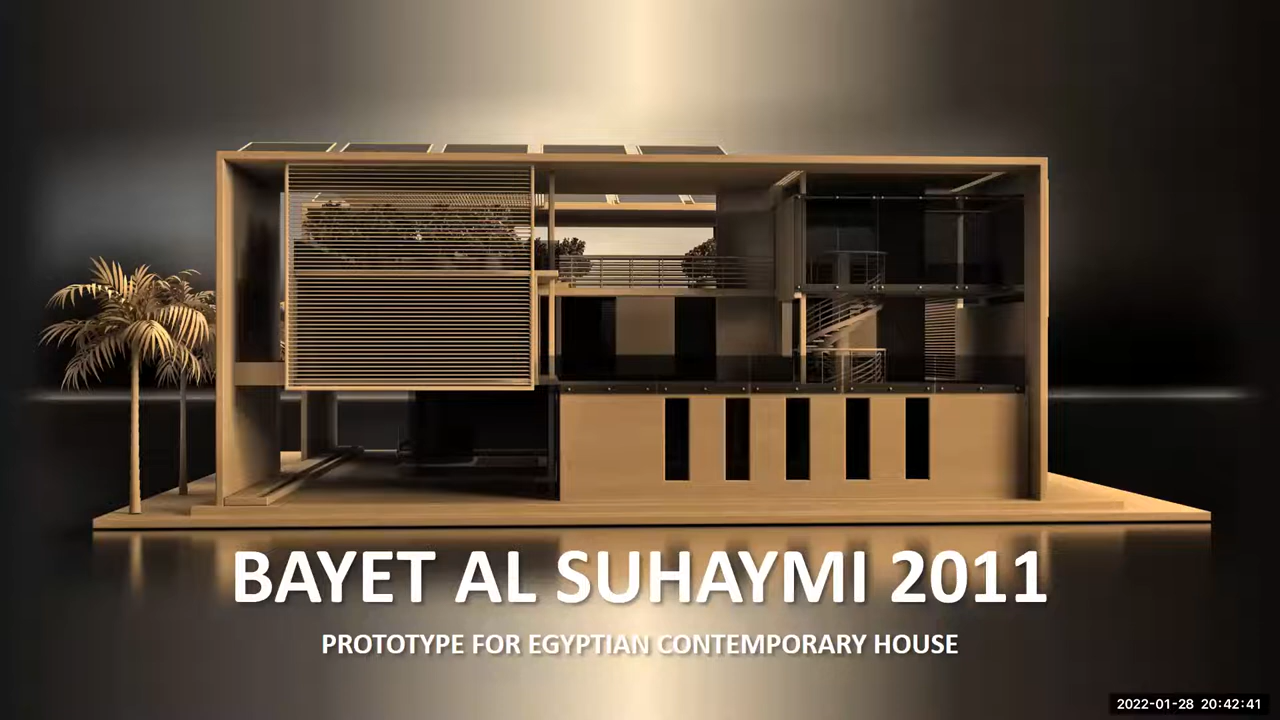 BAYET AL SUHAYMI 2011
PROTOTYPE FOR EGYPTIAN CONTEMPORARY HOUSE
2022-01-28 20:42:41